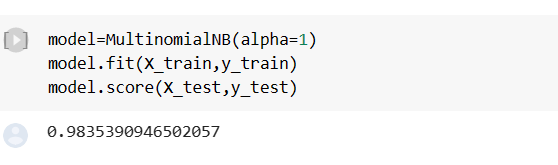 model=MultinomialNB(alpha=1)
model.fit(X_train,y_train)
model.score(X_test,y_test)
0.9835390946502057